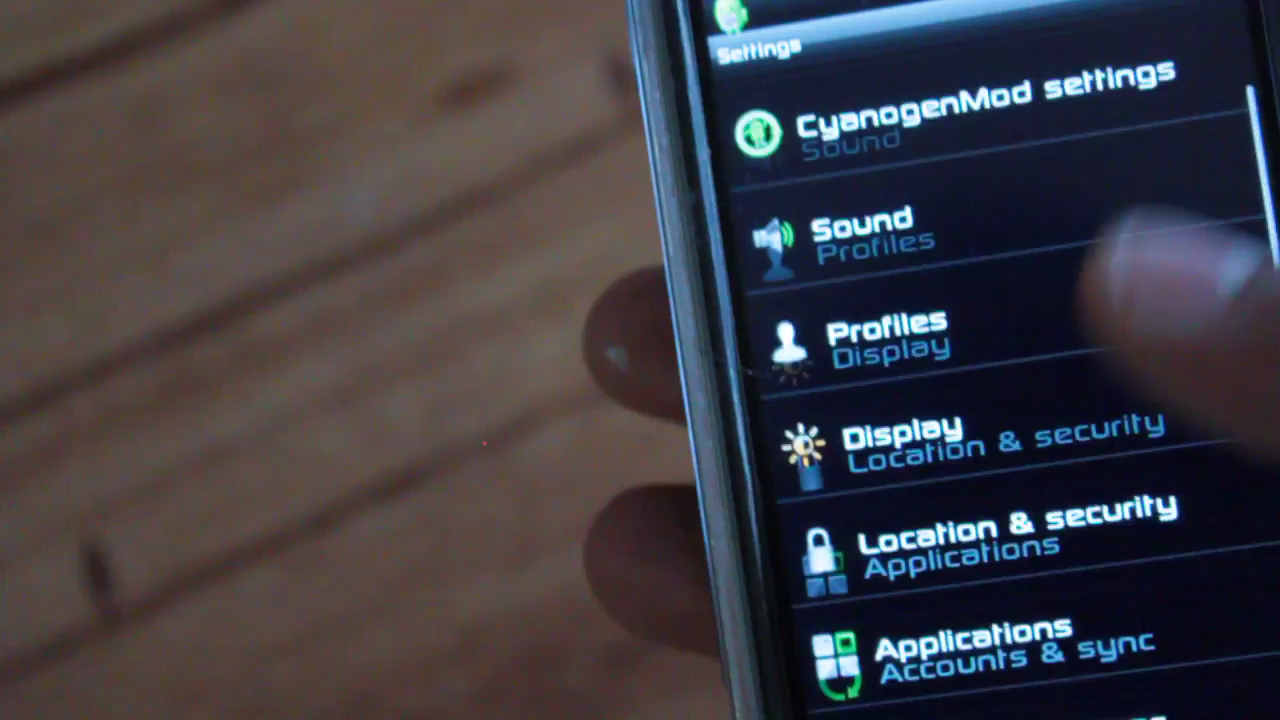 Settings
CyanogenMod settings
Sound
Sound
Profiles
Profiles
Display
Display
Location & security
Location & security
Applications
Applications
Accounts & sync